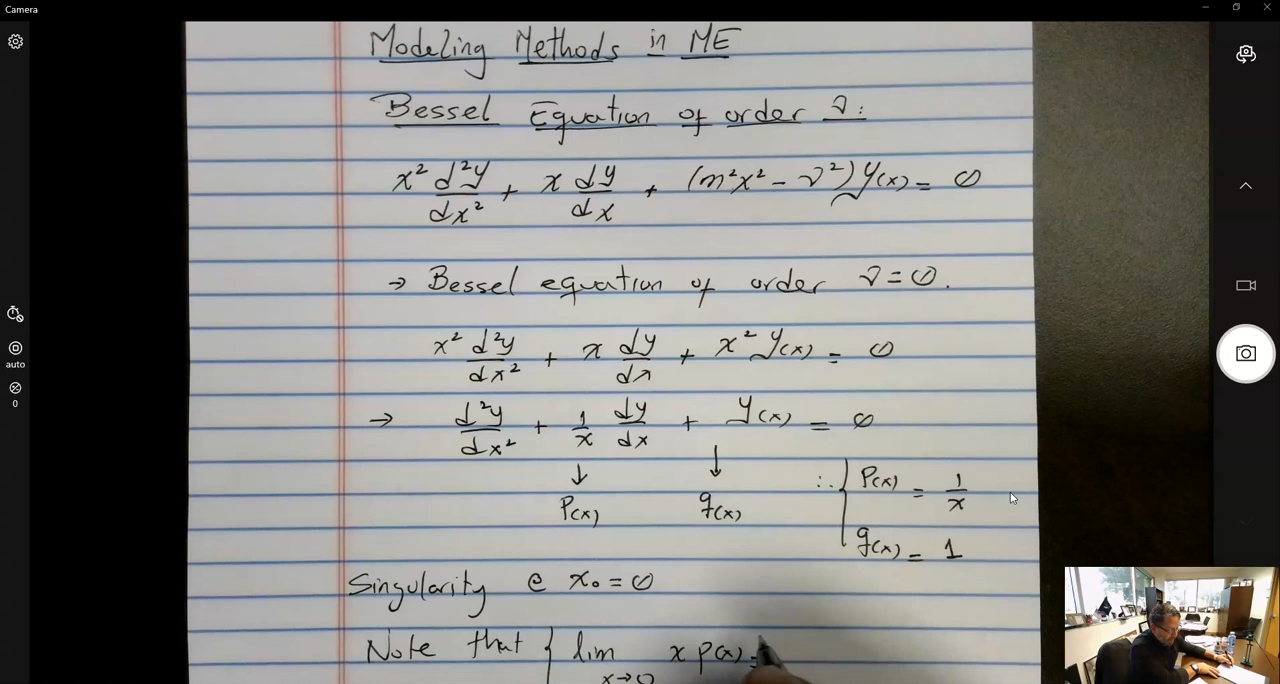 Camera
Modeling Methods in ME
Bessel Equation of order ν:
x² d²y/dx² + x dy/dx + (m²x² - ν²) y(x) = 0
→ Bessel equation of order ν = 0.
x² d²y/dx² + x dy/dx + x² y(x) = 0
→ d²y/dx² + 1/x dy/dx + y(x) = 0
↓ ↓
P(x) q(x)
∴ { P(x) = 1/x
q(x) = 1
auto
0
Singularity @ x₀ = 0
Note that { lim x→0 x p(x) =